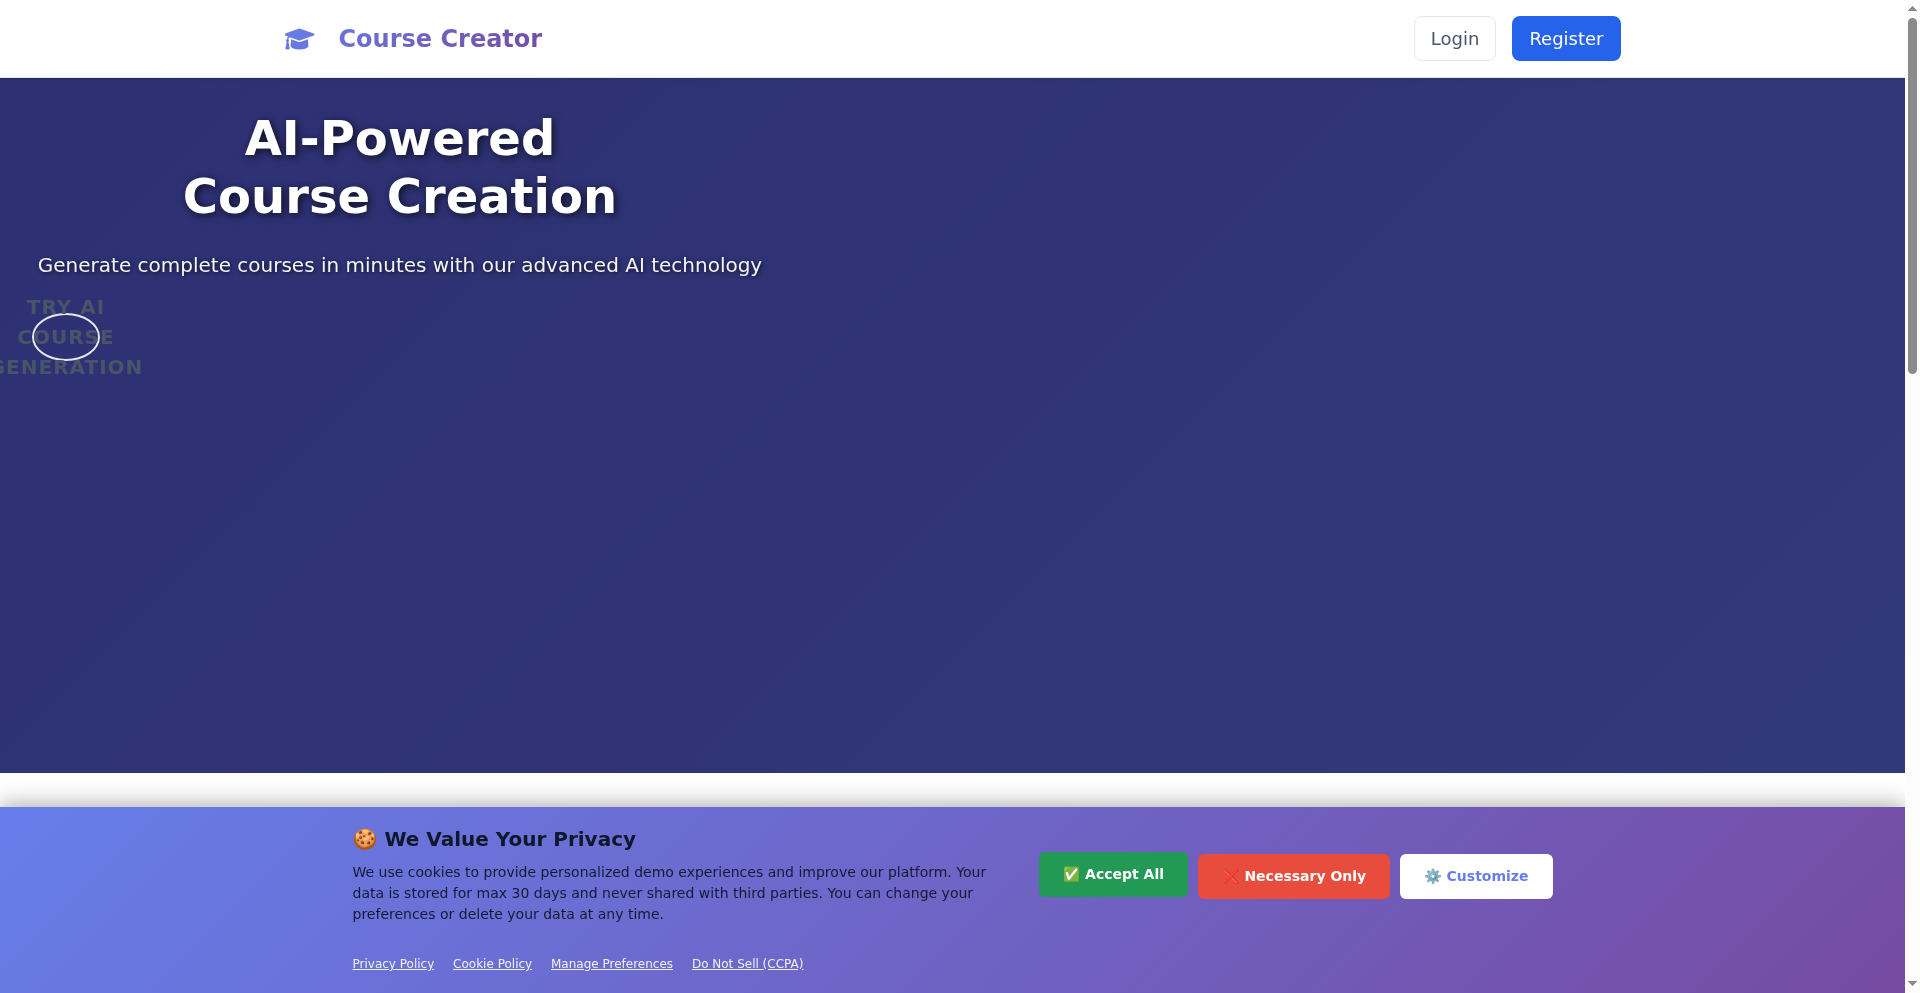 Course Creator
Login
Register
AI-Powered
Course Creation
Generate complete courses in minutes with our advanced AI technology
TRY AI
COURSE
GENERATION
🍪 We Value Your Privacy
We use cookies to provide personalized demo experiences and improve our platform. Your
data is stored for max 30 days and never shared with third parties. You can change your
preferences or delete your data at any time.
✅ Accept All
❌ Necessary Only
⚙️ Customize
Privacy Policy
Cookie Policy
Manage Preferences
Do Not Sell (CCPA)